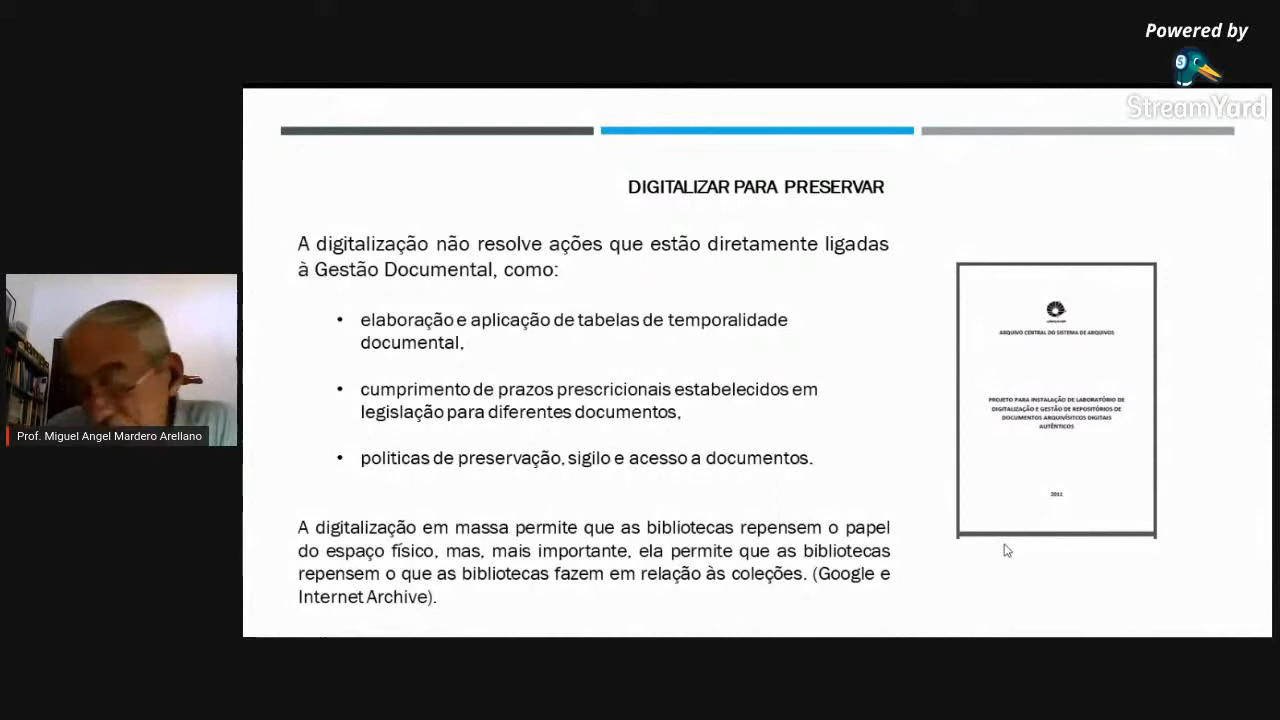 Powered by
StreamYard
DIGITALIZAR PARA PRESERVAR
A digitalização não resolve ações que estão diretamente ligadas
à Gestão Documental, como:
• elaboração e aplicação de tabelas de temporalidade
documental,
• cumprimento de prazos prescricionais estabelecidos em
legislação para diferentes documentos,
• politicas de preservação, sigilo e acesso a documentos.
A digitalização em massa permite que as bibliotecas repensem o papel
do espaço físico, mas, mais importante, ela permite que as bibliotecas
repensem o que as bibliotecas fazem em relação às coleções. (Google e
Internet Archive).
ARQUIVO CENTRAL DO SISTEMA DE ARQUIVOS
PROJETO PARA INSTALAÇÃO DE LABORATÓRIO DE
DIGITALIZAÇÃO E GESTÃO DE REPOSITÓRIOS DE
DOCUMENTOS ARQUIVÍSITCOS DIGITAIS
AUTÊNTICOS
2011
Prof. Miguel Angel Mardero Arellano